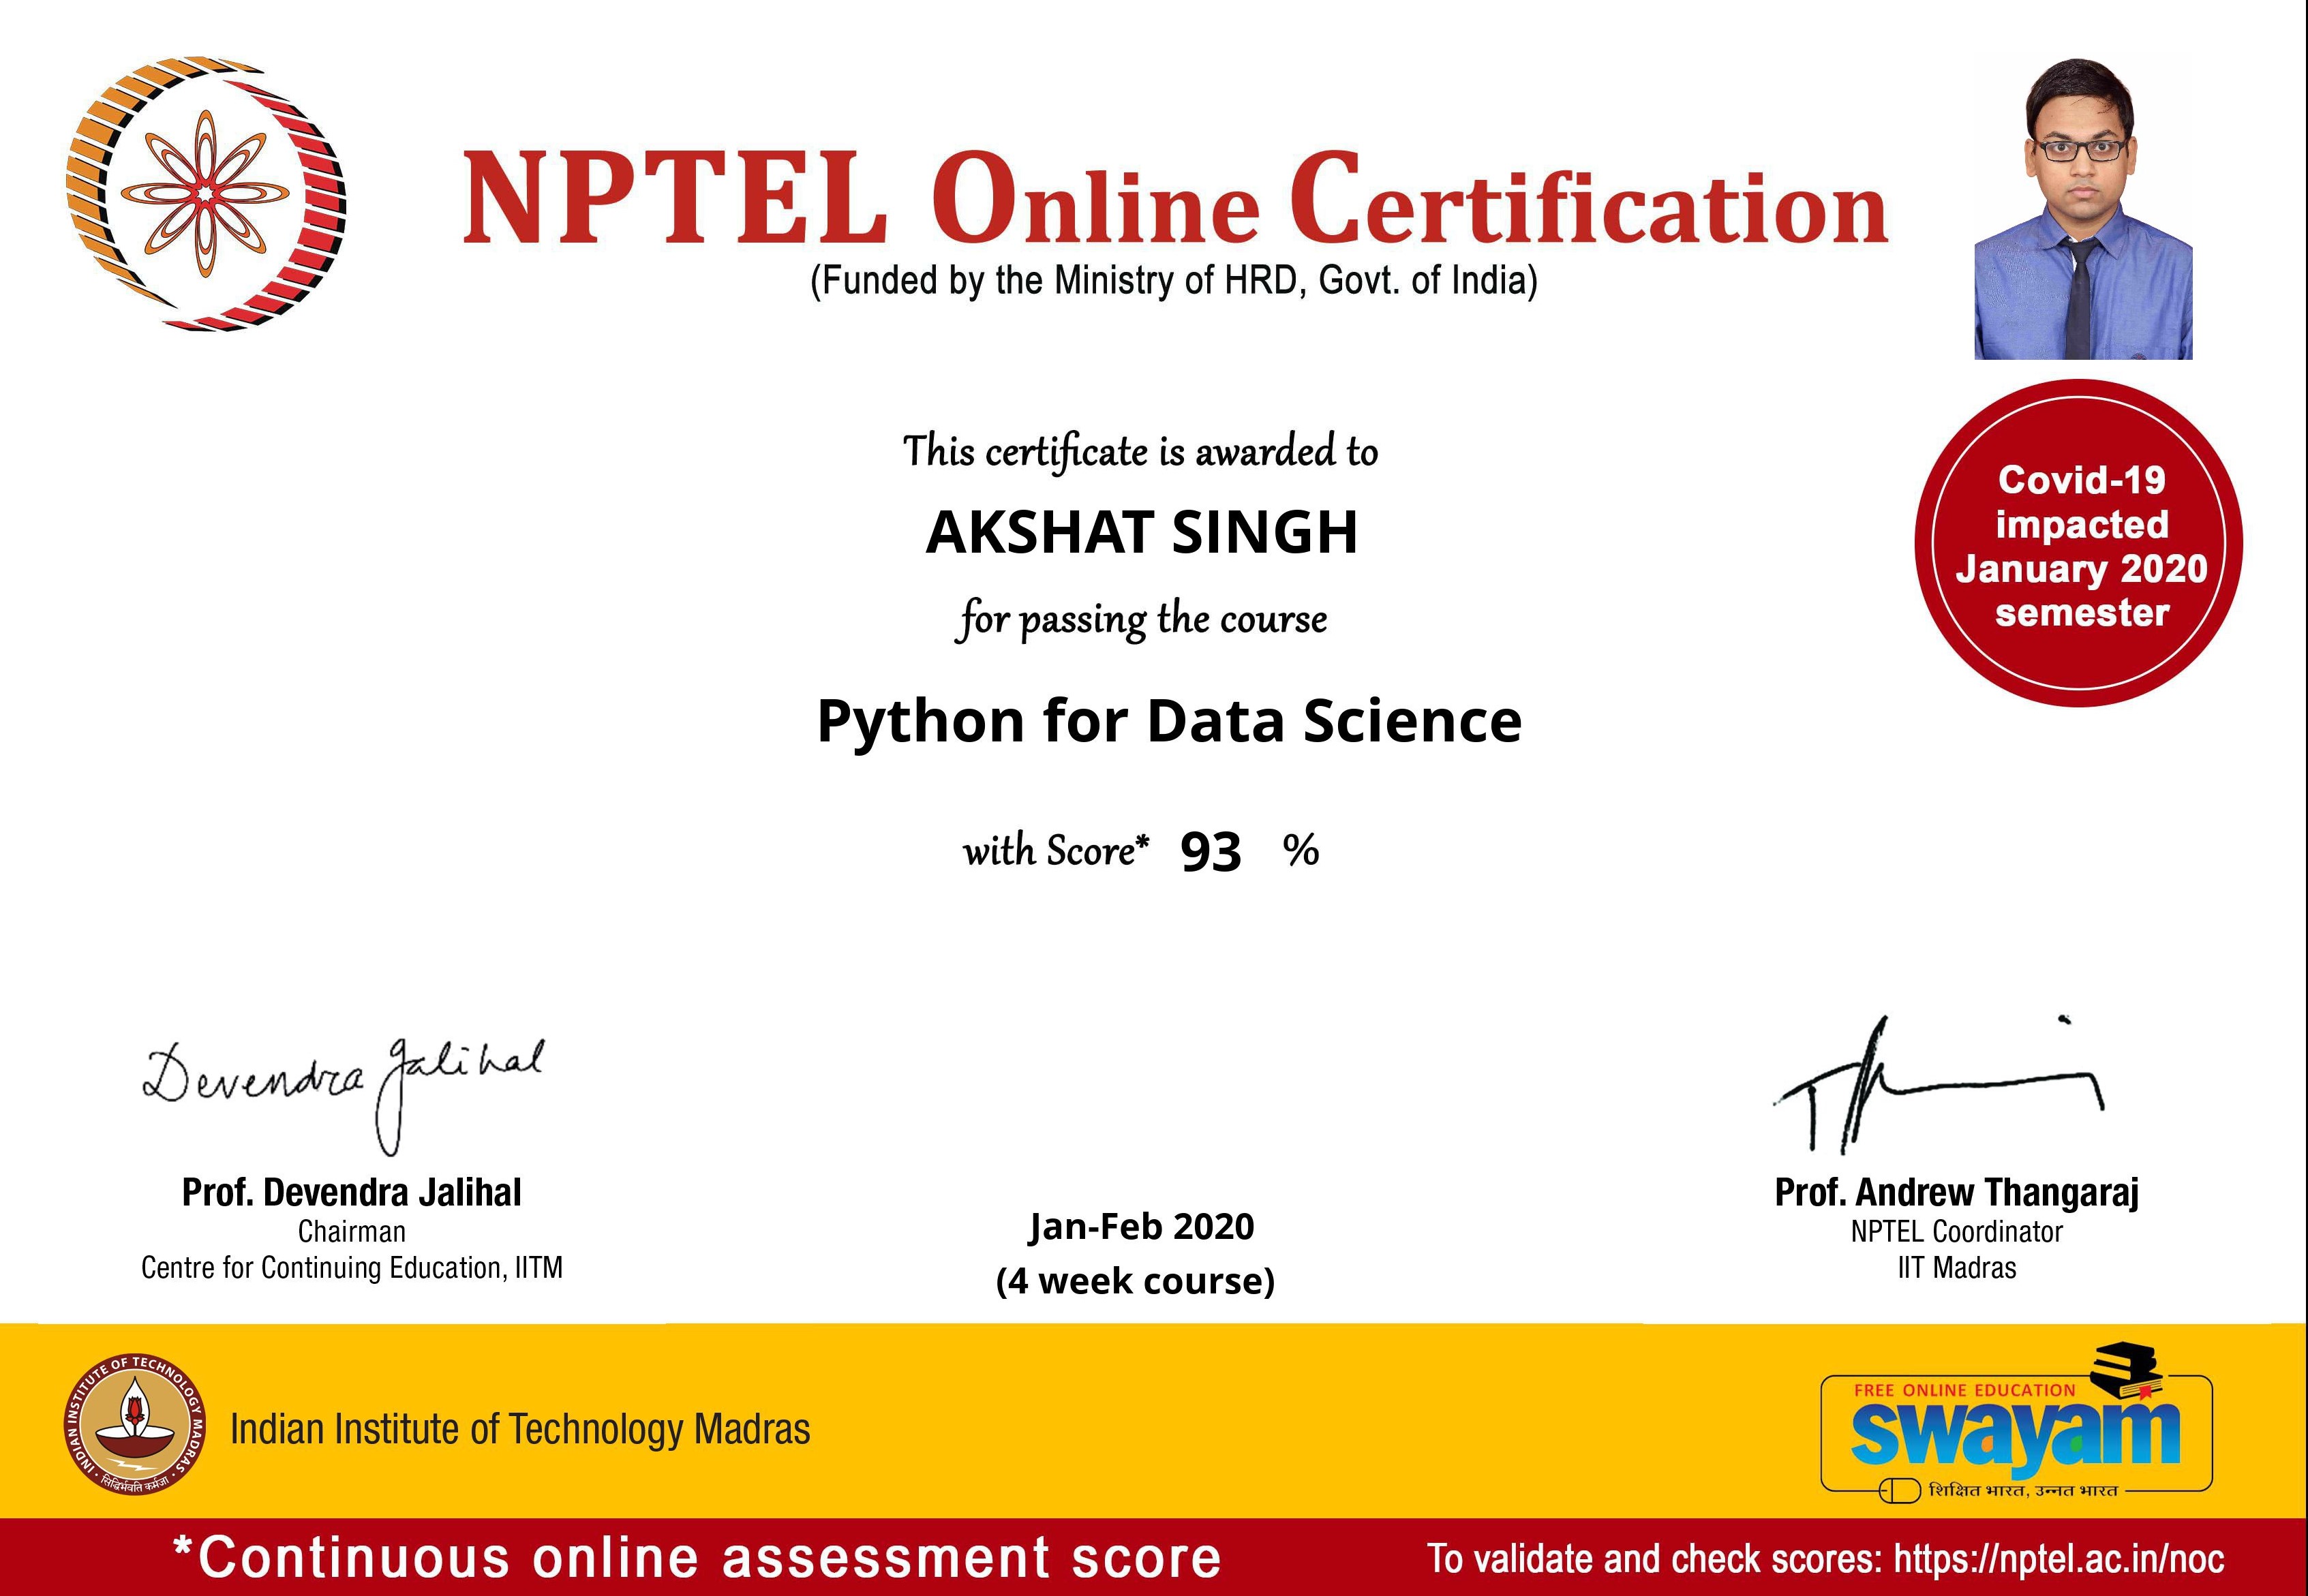 NPTEL Online Certification
(Funded by the Ministry of HRD, Govt. of India)
This certificate is awarded to
AKSHAT SINGH
for passing the course
Python for Data Science
with Score* 93 %
Covid-19
impacted
January 2020
semester
Devendra Jalihal
Prof. Devendra Jalihal
Chairman
Centre for Continuing Education, IITM
Jan-Feb 2020
(4 week course)
Prof. Andrew Thangaraj
NPTEL Coordinator
IIT Madras
INDIAN INSTITUTE OF TECHNOLOGY MADRAS
सिद्धिर्भवति कर्मजा
Indian Institute of Technology Madras
FREE ONLINE EDUCATION
swayam
शिक्षित भारत, उन्नत भारत
*Continuous online assessment score
To validate and check scores: https://nptel.ac.in/noc